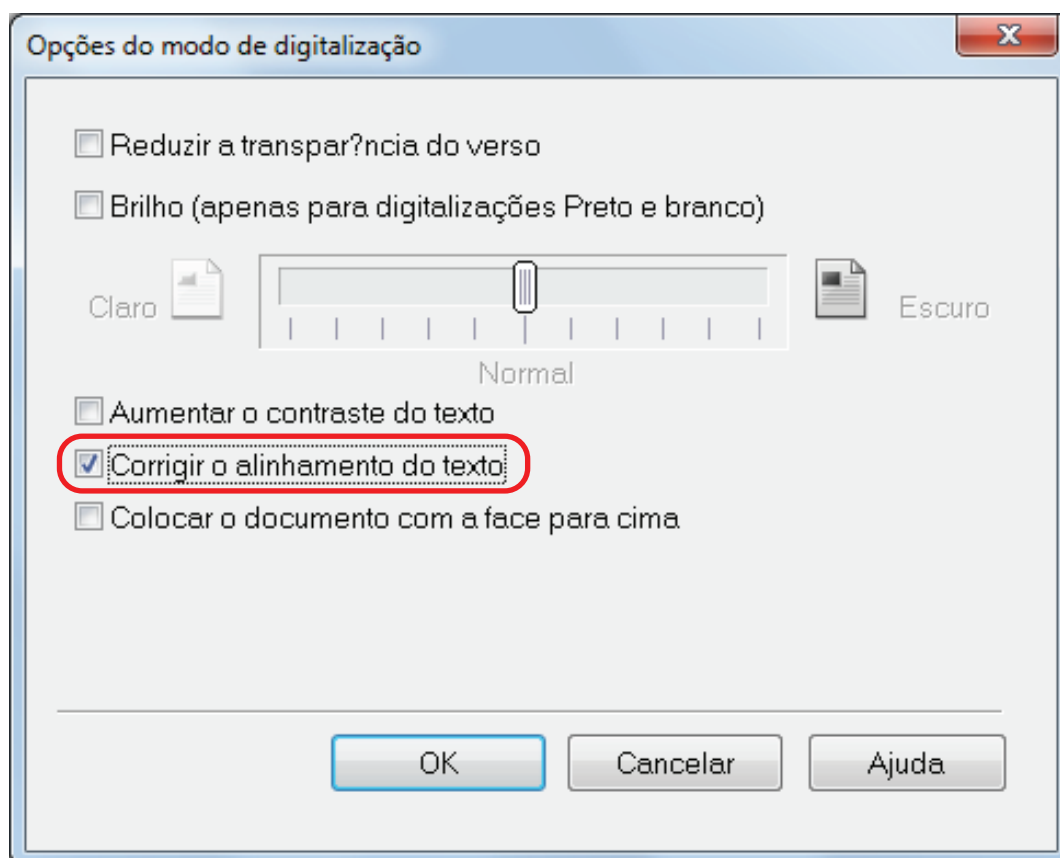 Opções do modo de digitalização
Reduzir a transpar?ncia do verso
Brilho (apenas para digitalizações Preto e branco)
Claro Escuro
Normal
Aumentar o contraste do texto
Corrigir o alinhamento do texto
Colocar o documento com a face para cima
OK Cancelar Ajuda